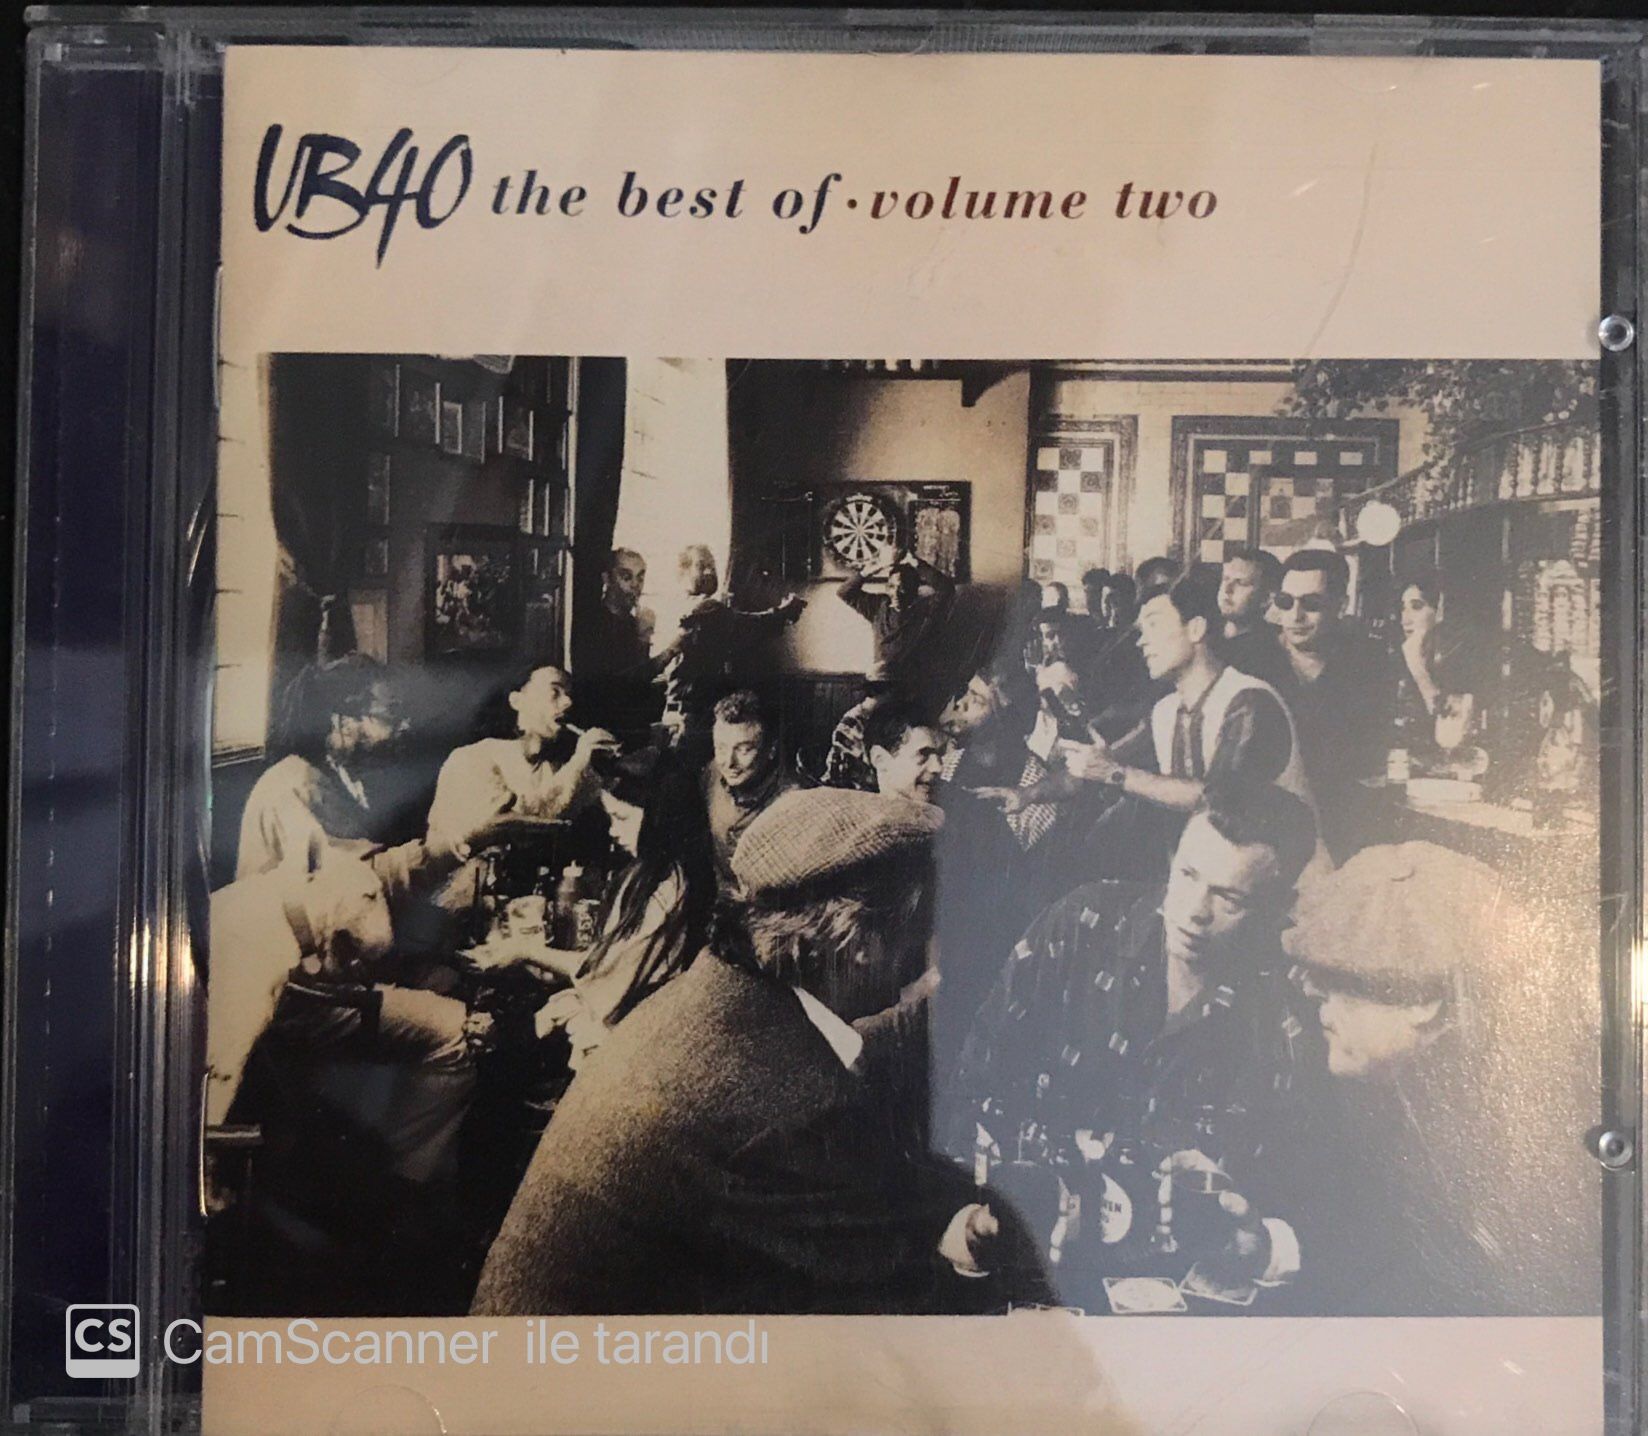 UB40 the best of · volume two
CS CamScanner ile tarandı